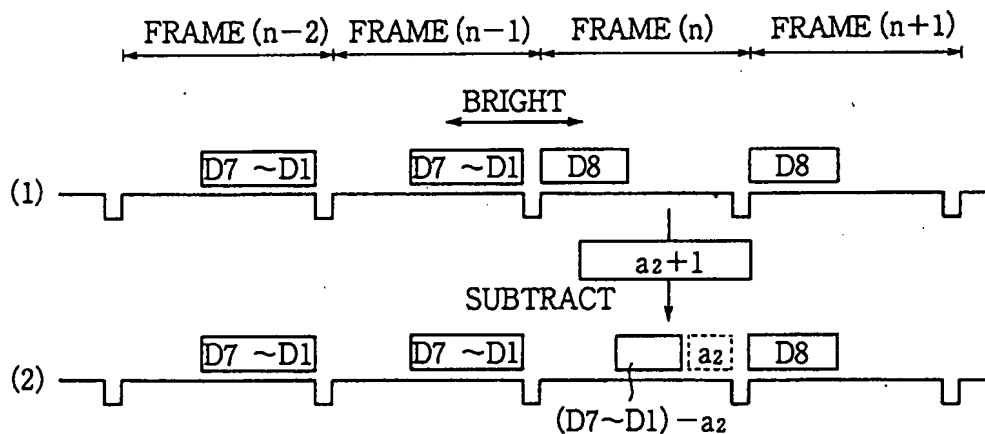 FRAME (n−2) FRAME (n−1) FRAME (n) FRAME (n+1)
BRIGHT
(1) D7 ~D1 D7 ~D1 D8 D8
a2+1
SUBTRACT
(2) D7 ~D1 D7 ~D1 a2 D8
(D7~D1)−a2